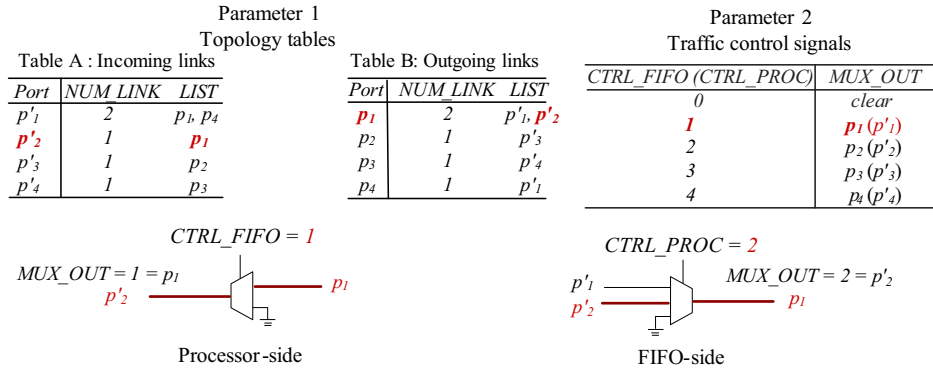 Parameter 1
Topology tables
Table A : Incoming links
Port NUM_LINK LIST
p'1 2 p1, p4
p'2 1 p1
p'3 1 p2
p'4 1 p3
Table B: Outgoing links
Port NUM_LINK LIST
p1 2 p'1, p'2
p2 1 p'3
p3 1 p'4
p4 1 p'1
Parameter 2
Traffic control signals
CTRL_FIFO (CTRL_PROC) MUX_OUT
0 clear
1 p1 (p'1)
2 p2 (p'2)
3 p3 (p'3)
4 p4 (p'4)
CTRL_FIFO = 1
MUX_OUT = 1 = p1
p'2 p1
Processor-side
CTRL_PROC = 2
p'1 MUX_OUT = 2 = p'2
p'2 p1
FIFO-side